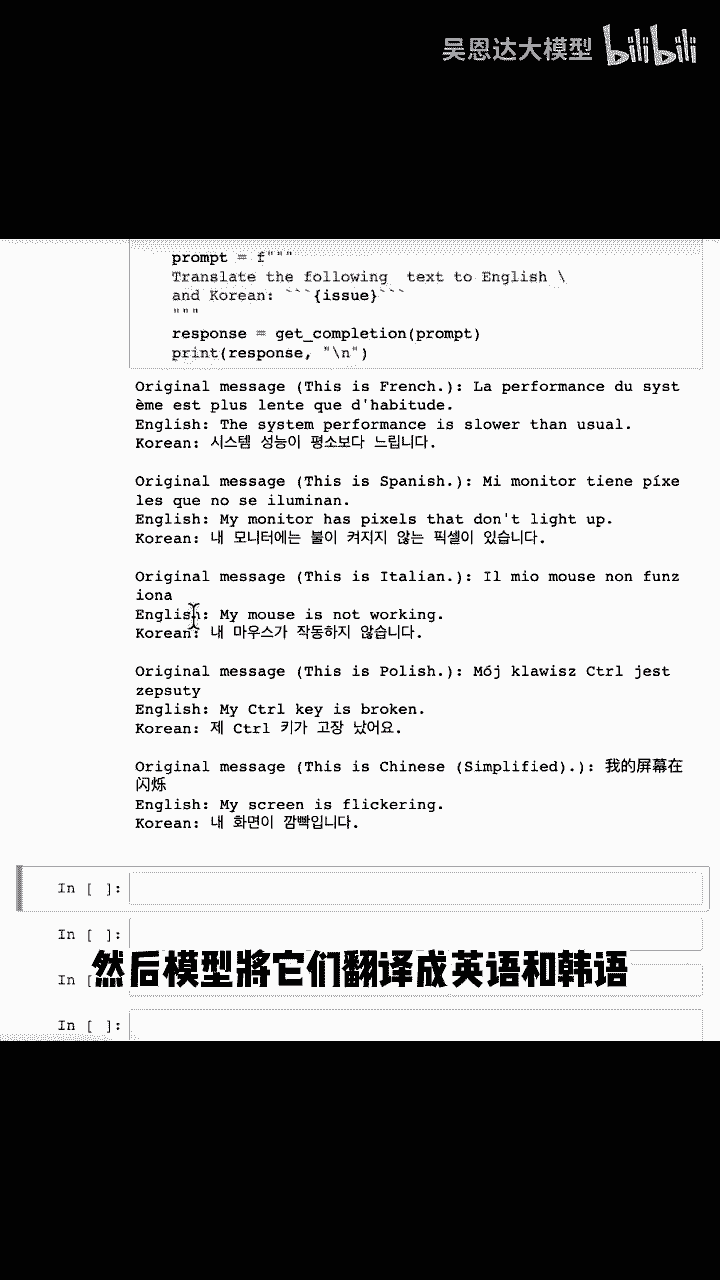 吴恩达大模型 bilibili
prompt = f"""
Translate the following  text to English \
and Korean: ```{issue}```
"""
response = get_completion(prompt)
print(response, "\n")
Original message (This is French.): La performance du syst
ème est plus lente que d'habitude.
English: The system performance is slower than usual.
Korean: 시스템 성능이 평소보다 느립니다.
Original message (This is Spanish.): Mi monitor tiene píxe
les que no se iluminan.
English: My monitor has pixels that don't light up.
Korean: 내 모니터에는 불이 켜지지 않는 픽셀이 있습니다.
Original message (This is Italian.): Il mio mouse non funz
iona
English: My mouse is not working.
Korean: 내 마우스가 작동하지 않습니다.
Original message (This is Polish.): Mój klawisz Ctrl jest
zepsuty
English: My Ctrl key is broken.
Korean: 제 Ctrl 키가 고장 났어요.
Original message (This is Chinese (Simplified).): 我的屏幕在
闪烁
English: My screen is flickering.
Korean: 내 화면이 깜빡입니다.
In [ ]:
In [ ]:
In [ ]:
然后模型將它们翻译成英语和韩语
In [ ]: